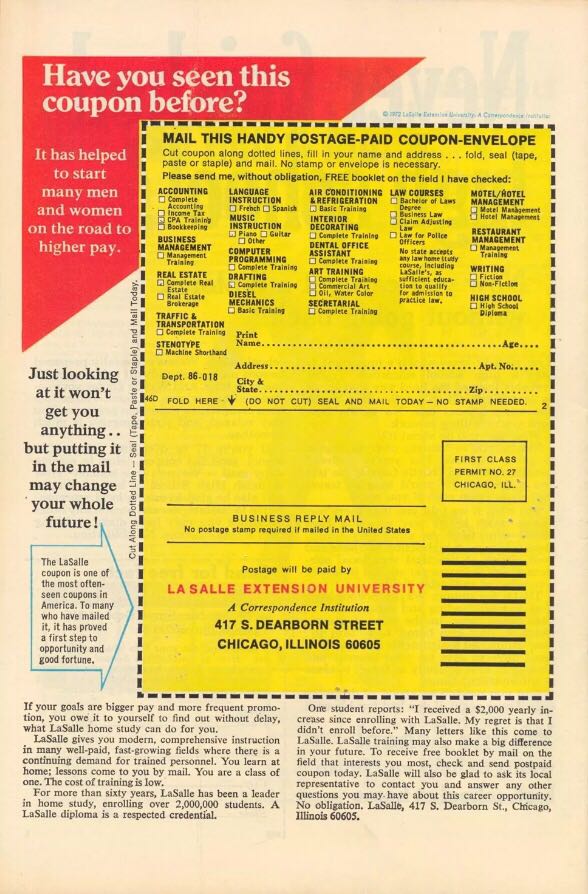 Have you seen this
coupon before?
© 1972 LaSalle Extension University. A Correspondence Institution
It has helped
to start
many men
and women
on the road to
higher pay.
MAIL THIS HANDY POSTAGE-PAID COUPON-ENVELOPE
Cut coupon along dotted lines, fill in your name and address . . . fold, seal (tape,
paste or staple) and mail. No stamp or envelope is necessary.
Please send me, without obligation, FREE booklet on the field I have checked:
ACCOUNTING
Complete
Accounting
Income Tax
CPA Training
Bookkeeping
BUSINESS
MANAGEMENT
Management
Training
REAL ESTATE
Complete Real
Estate
Real Estate
Brokerage
TRAFFIC &
TRANSPORTATION
Complete Training
STENOTYPE
Machine Shorthand
LANGUAGE
INSTRUCTION
French Spanish
MUSIC
INSTRUCTION
Piano Guitar
Other
COMPUTER
PROGRAMMING
Complete Training
DRAFTING
Complete Training
DIESEL
MECHANICS
Basic Training
AIR CONDITIONING
& REFRIGERATION
Basic Training
INTERIOR
DECORATING
Complete Training
DENTAL OFFICE
ASSISTANT
Complete Training
ART TRAINING
Complete Training
Commercial Art
Oil, Water Color
SECRETARIAL
Complete Training
LAW COURSES
Bachelor of Laws
Degree
Business Law
Claim Adjusting
Law
Law for Police
Officers
No state accepts
any law home study
course, including
LaSalle's, as
sufficient educa-
tion to qualify
for admission to
practice law.
MOTEL/HOTEL
MANAGEMENT
Motel Management
Hotel Management
RESTAURANT
MANAGEMENT
Management
Training
WRITING
Fiction
Non-Fiction
HIGH SCHOOL
High School
Diploma
Print
Name Age
Address Apt. No.
Dept. 86-018
City &
State Zip
46D FOLD HERE - (DO NOT CUT) SEAL AND MAIL TODAY – NO STAMP NEEDED. 2
Cut Along Dotted Line — Seal (Tape, Paste or Staple) and Mail Today.
Just looking
at it won't
get you
anything . .
but putting it
in the mail
may change
your whole
future!
The LaSalle
coupon is one of
the most often-
seen coupons in
America. To many
who have mailed
it, it has proved
a first step to
opportunity and
good fortune.
FIRST CLASS
PERMIT NO. 27
CHICAGO, ILL.
BUSINESS REPLY MAIL
No postage stamp required if mailed in the United States
Postage will be paid by
LA SALLE EXTENSION UNIVERSITY
A Correspondence Institution
417 S. DEARBORN STREET
CHICAGO, ILLINOIS 60605
If your goals are bigger pay and more frequent promo-
tion, you owe it to yourself to find out without delay,
what LaSalle home study can do for you.
LaSalle gives you modern, comprehensive instruction
in many well-paid, fast-growing fields where there is a
continuing demand for trained personnel. You learn at
home; lessons come to you by mail. You are a class of
one. The cost of training is low.
For more than sixty years, LaSalle has been a leader
in home study, enrolling over 2,000,000 students. A
LaSalle diploma is a respected credential.
One student reports: "I received a $2,000 yearly in-
crease since enrolling with LaSalle. My regret is that I
didn't enroll before." Many letters like this come to
LaSalle. LaSalle training may also make a big difference
in your future. To receive free booklet by mail on the
field that interests you most, check and send postpaid
coupon today. LaSalle will also be glad to ask its local
representative to contact you and answer any other
questions you may have about this career opportunity.
No obligation. LaSalle, 417 S. Dearborn St., Chicago,
Illinois 60605.